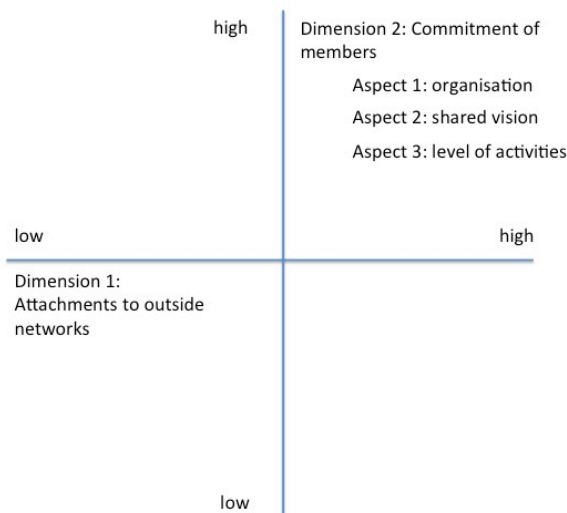 high
Dimension 2: Commitment of
members
Aspect 1: organisation
Aspect 2: shared vision
Aspect 3: level of activities
low
high
Dimension 1:
Attachments to outside
networks
low